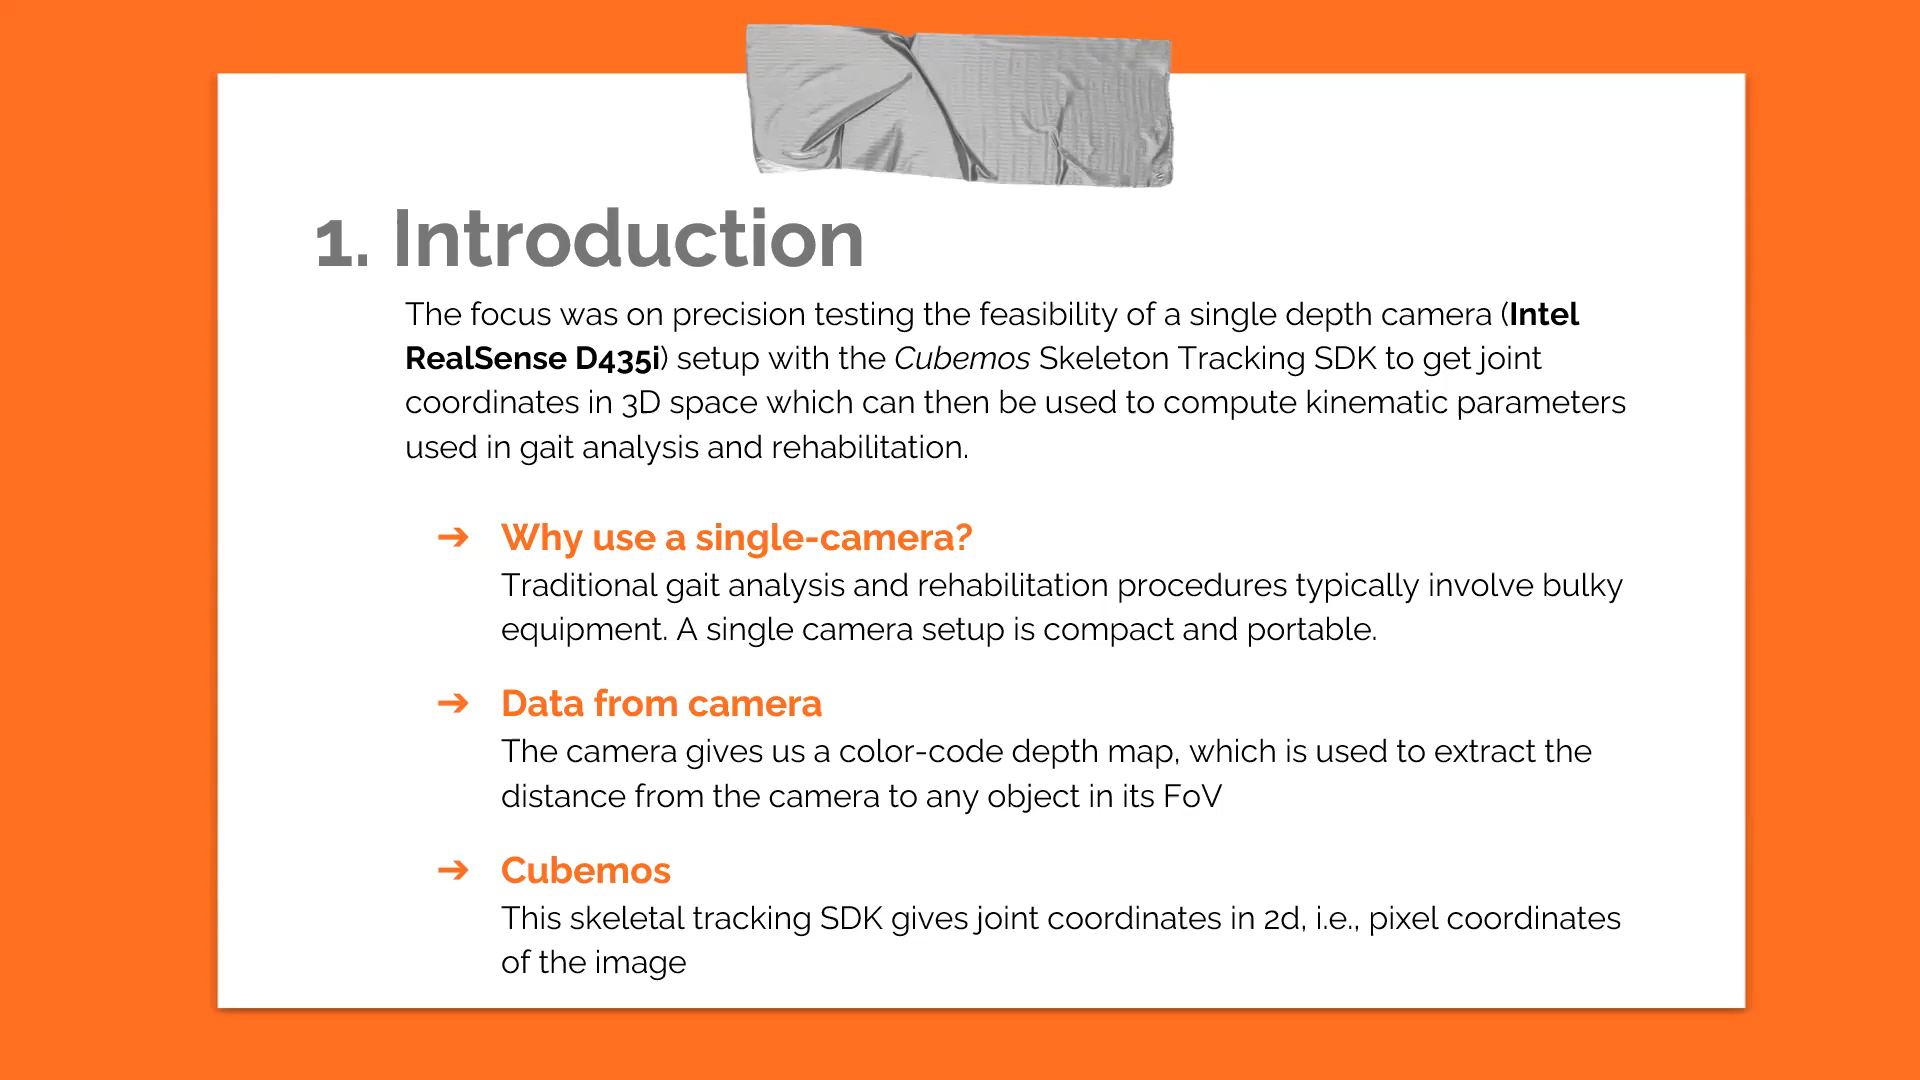 1. Introduction
The focus was on precision testing the feasibility of a single depth camera (Intel
RealSense D435i) setup with the Cubemos Skeleton Tracking SDK to get joint
coordinates in 3D space which can then be used to compute kinematic parameters
used in gait analysis and rehabilitation.
➔ Why use a single-camera?
Traditional gait analysis and rehabilitation procedures typically involve bulky
equipment. A single camera setup is compact and portable.
➔ Data from camera
The camera gives us a color-code depth map, which is used to extract the
distance from the camera to any object in its FoV
➔ Cubemos
This skeletal tracking SDK gives joint coordinates in 2d, i.e., pixel coordinates
of the image